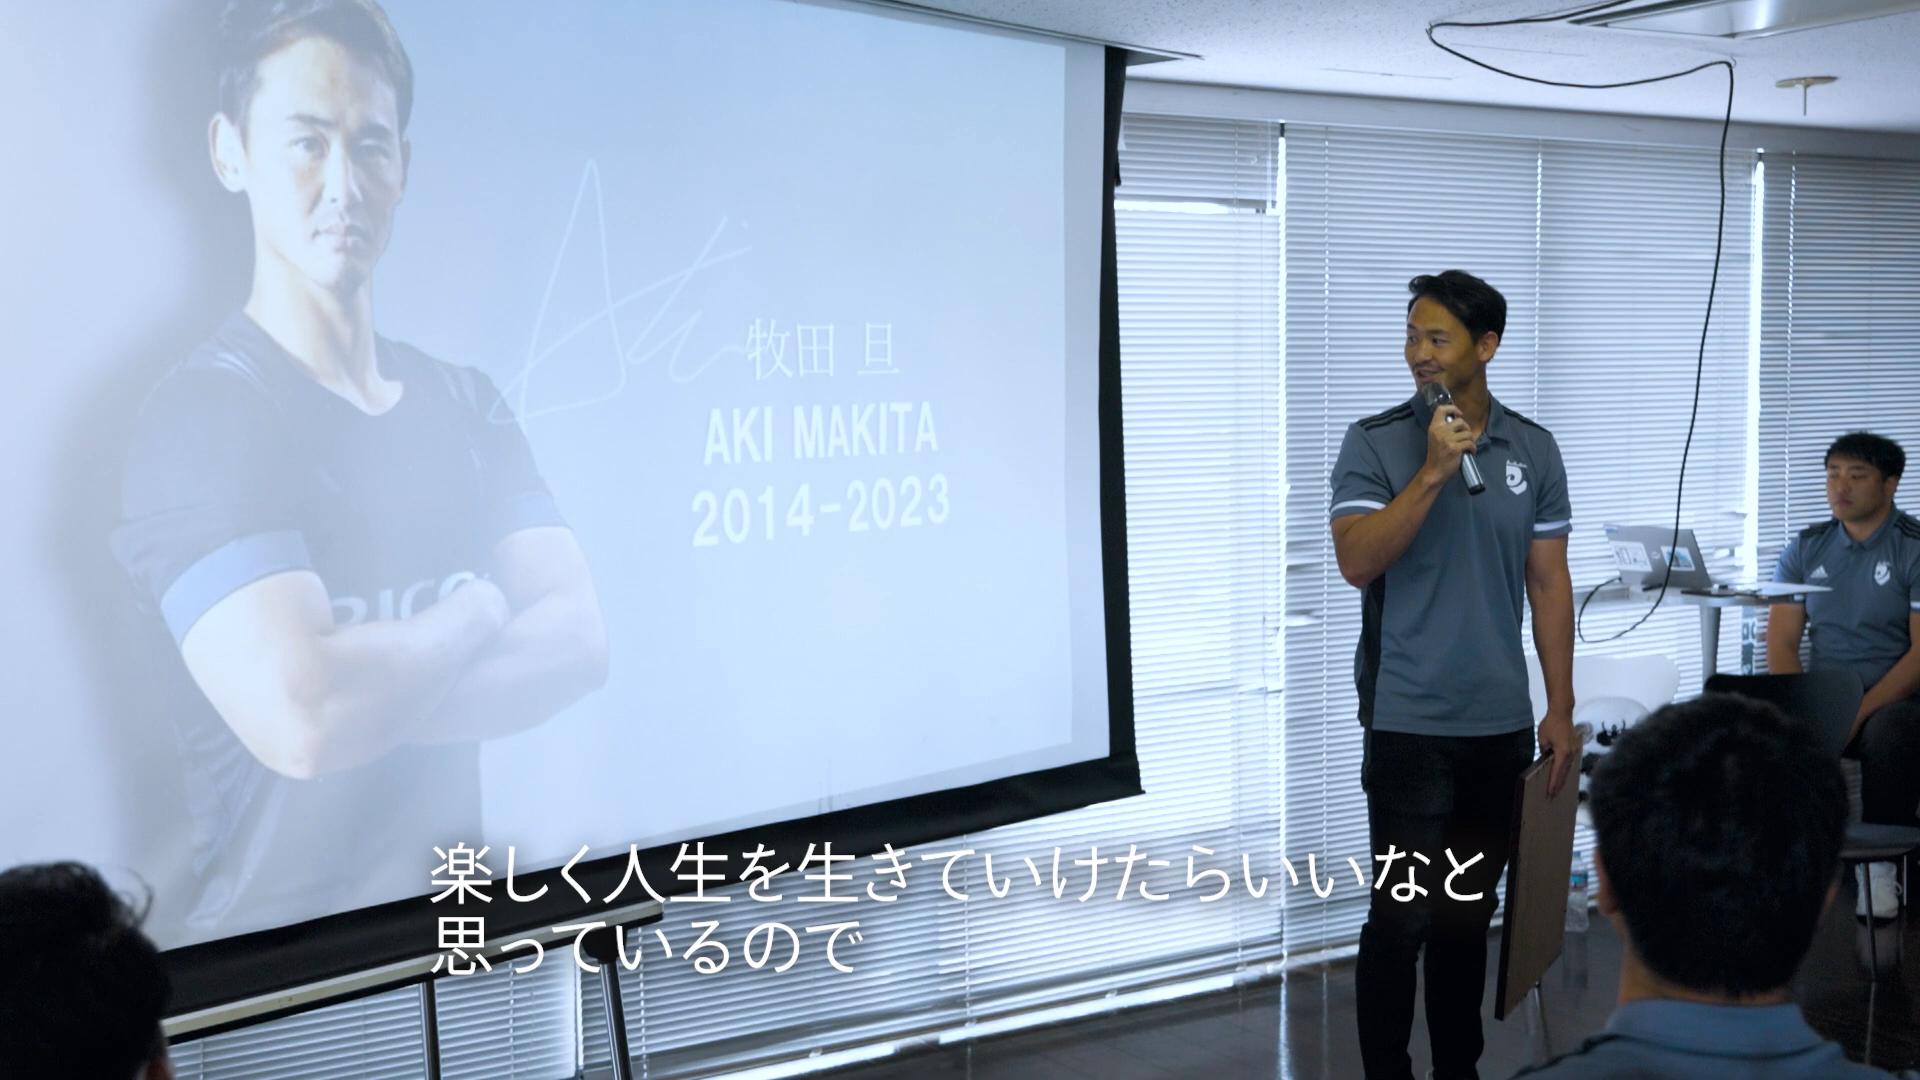 Aki
牧田 旦
AKI MAKITA
2014-2023
楽しく人生を生きていけたらいいなと
思っているので